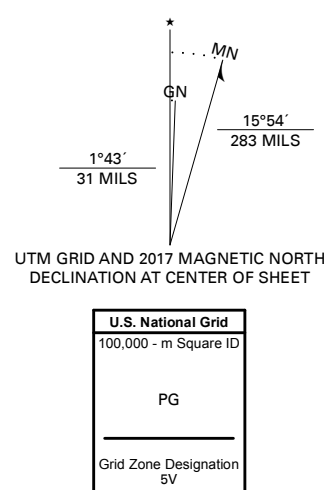 ★
MN
GN
15°54´
283 MILS
1°43´
31 MILS
UTM GRID AND 2017 MAGNETIC NORTH
DECLINATION AT CENTER OF SHEET
U.S. National Grid
100,000 - m Square ID
PG
Grid Zone Designation
5V